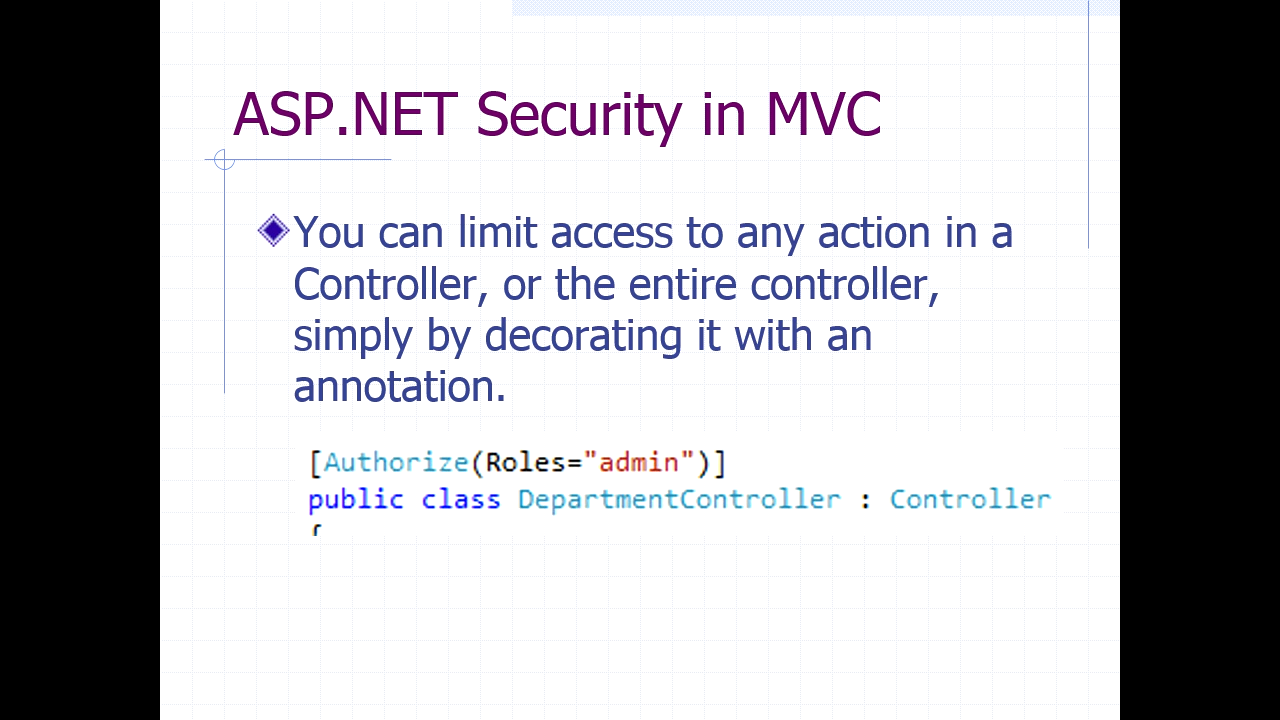 ASP.NET Security in MVC
You can limit access to any action in a
Controller, or the entire controller,
simply by decorating it with an
annotation.
[Authorize(Roles="admin")]
public class DepartmentController : Controller
{